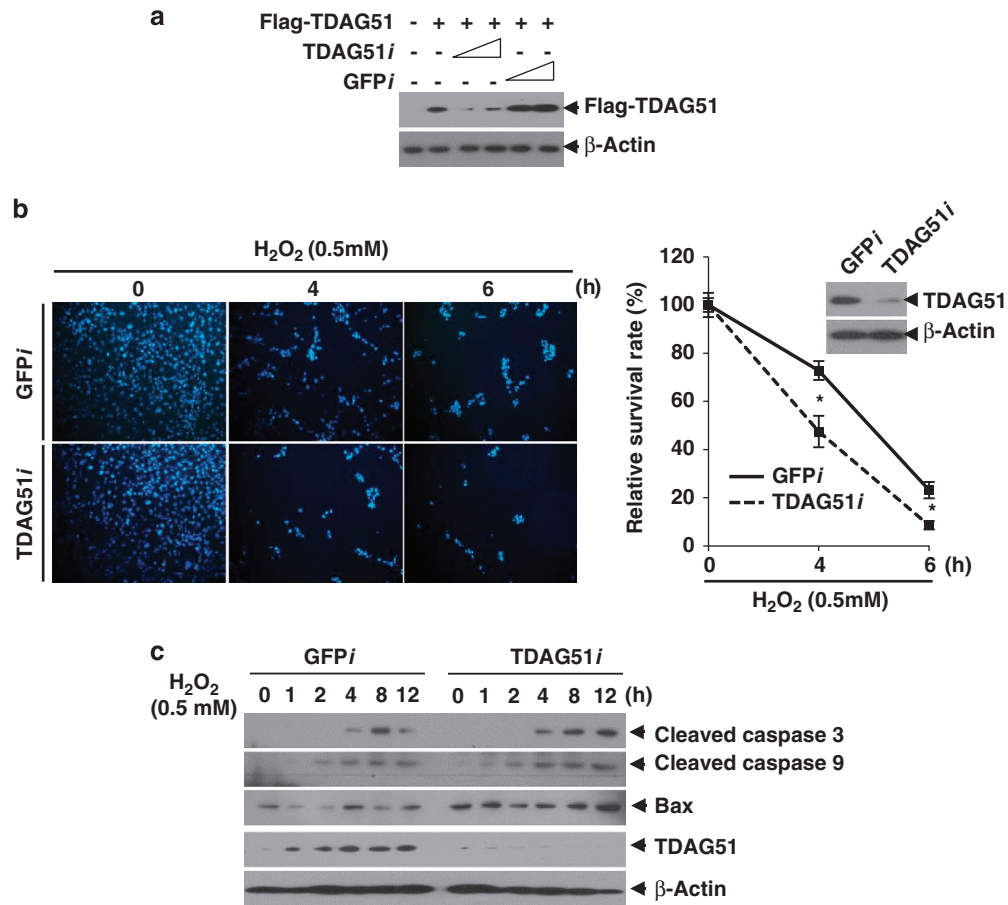 a
Flag-TDAG51 - + + + + +
TDAG51i - - - -
GFPi - - - -
Flag-TDAG51
β-Actin
b
H₂O₂ (0.5mM)
0 4 6 (h)
GFPi
TDAG51i
Relative survival rate (%)
120
100
80
60
40
20
0
0 4 6 (h)
H₂O₂ (0.5mM)
*
*
GFPi
TDAG51i
GFPi TDAG51i
TDAG51
β-Actin
c
GFPi TDAG51i
H₂O₂
(0.5 mM)
0 1 2 4 8 12 0 1 2 4 8 12 (h)
Cleaved caspase 3
Cleaved caspase 9
Bax
TDAG51
β-Actin